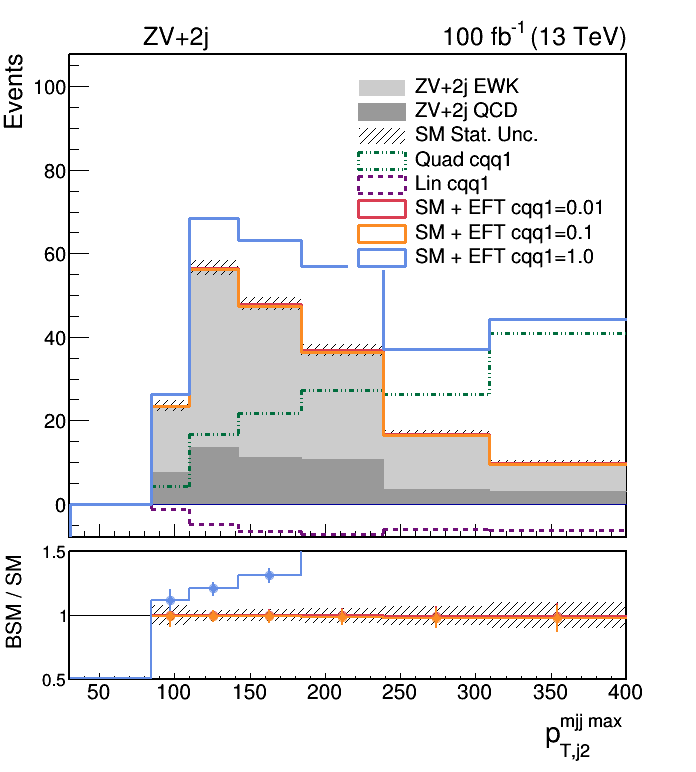 ZV+2j 100 fb-1 (13 TeV)
Events
100
80
60
40
20
0
ZV+2j EWK
ZV+2j QCD
SM Stat. Unc.
Quad cqq1
Lin cqq1
SM + EFT cqq1=0.01
SM + EFT cqq1=0.1
SM + EFT cqq1=1.0
BSM / SM
1.5
1
0.5
50 100 150 200 250 300 350 400
p T,j2 mjj max